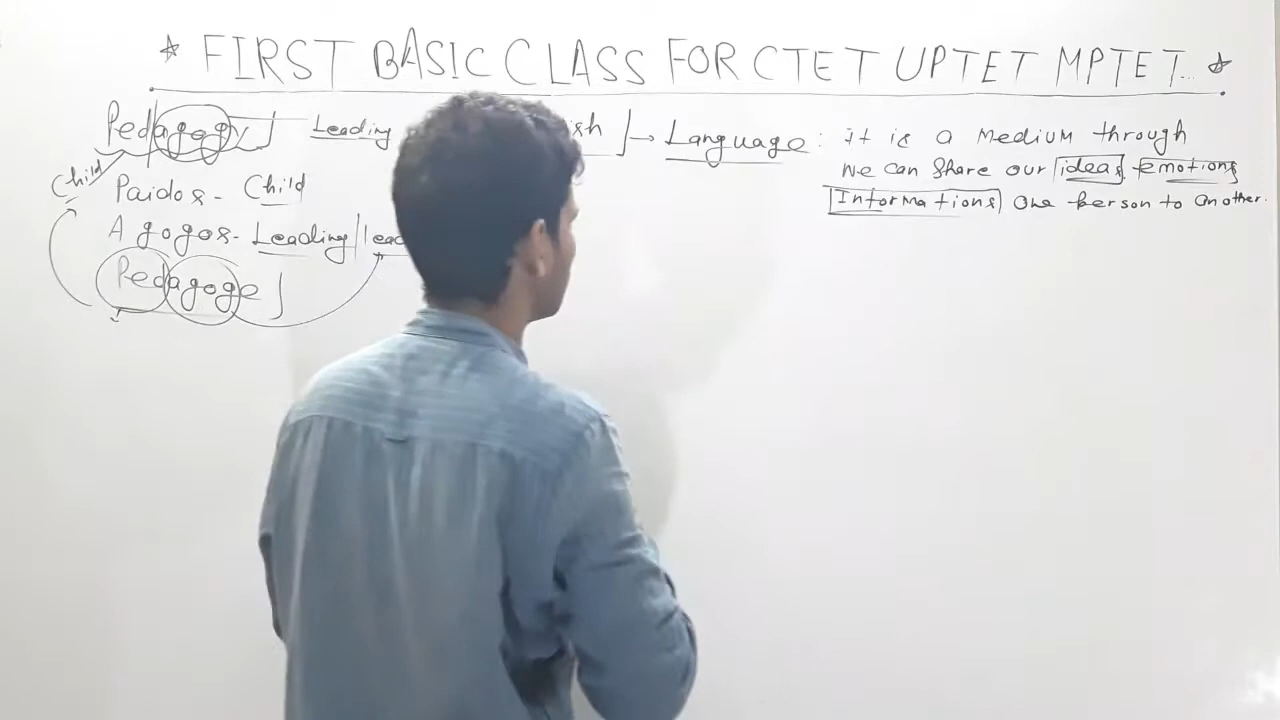 * FIRST BASIC CLASS FOR CTET UPTET MPTET... *
Pedagogy] Leading
Child
Paidos - Child
Agogos - Leading/
Pedagoge]
Language: it is a medium through
we can share our ideas emotions
Informations one person to another.